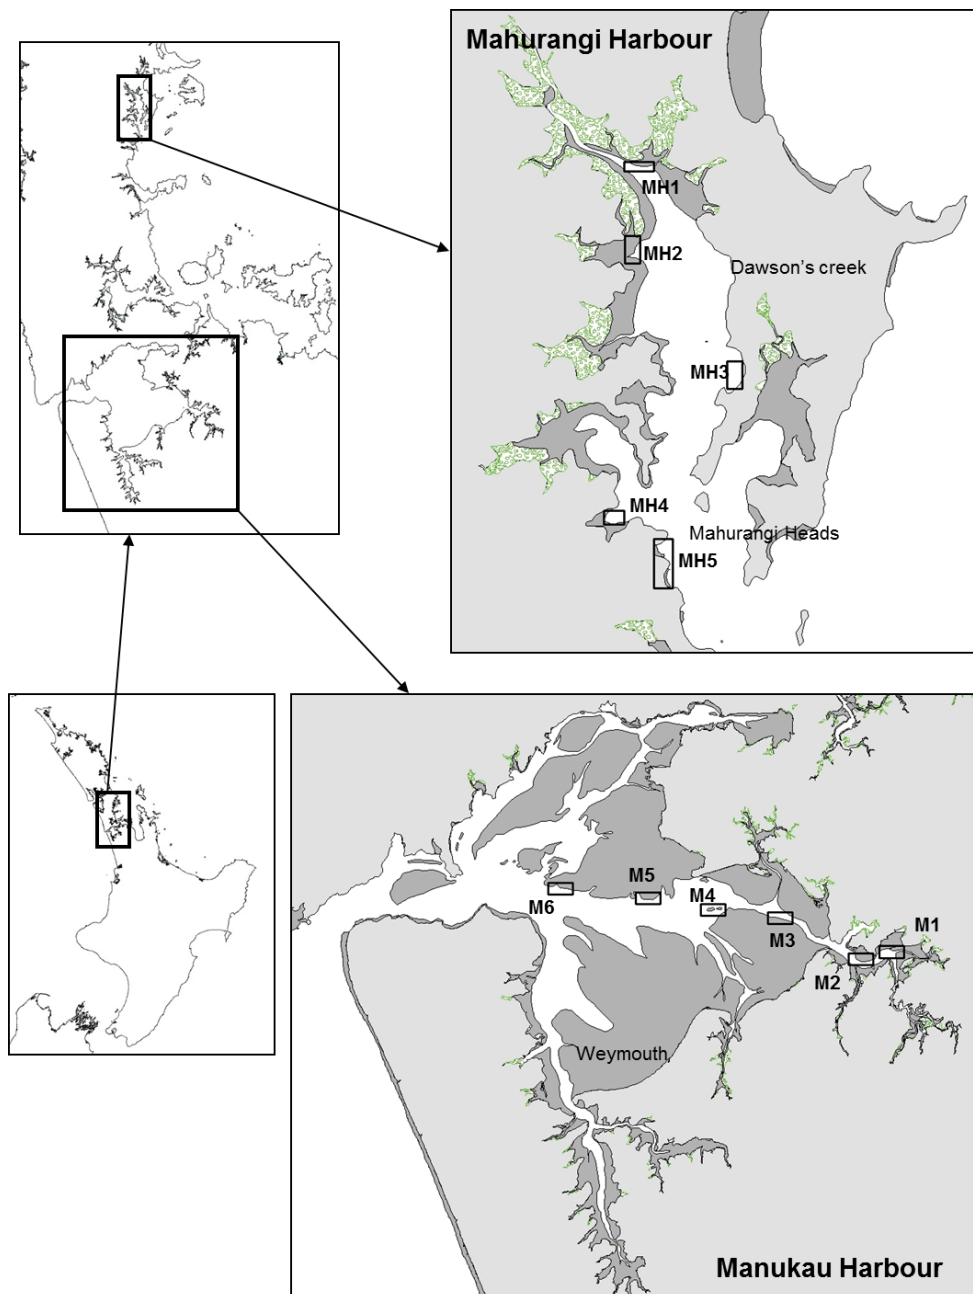 Mahurangi Harbour
MH1
MH2
Dawson's creek
MH3
MH4
Mahurangi Heads
MH5
M5
M4
M6
M3
M1
M2
Weymouth
Manukau Harbour